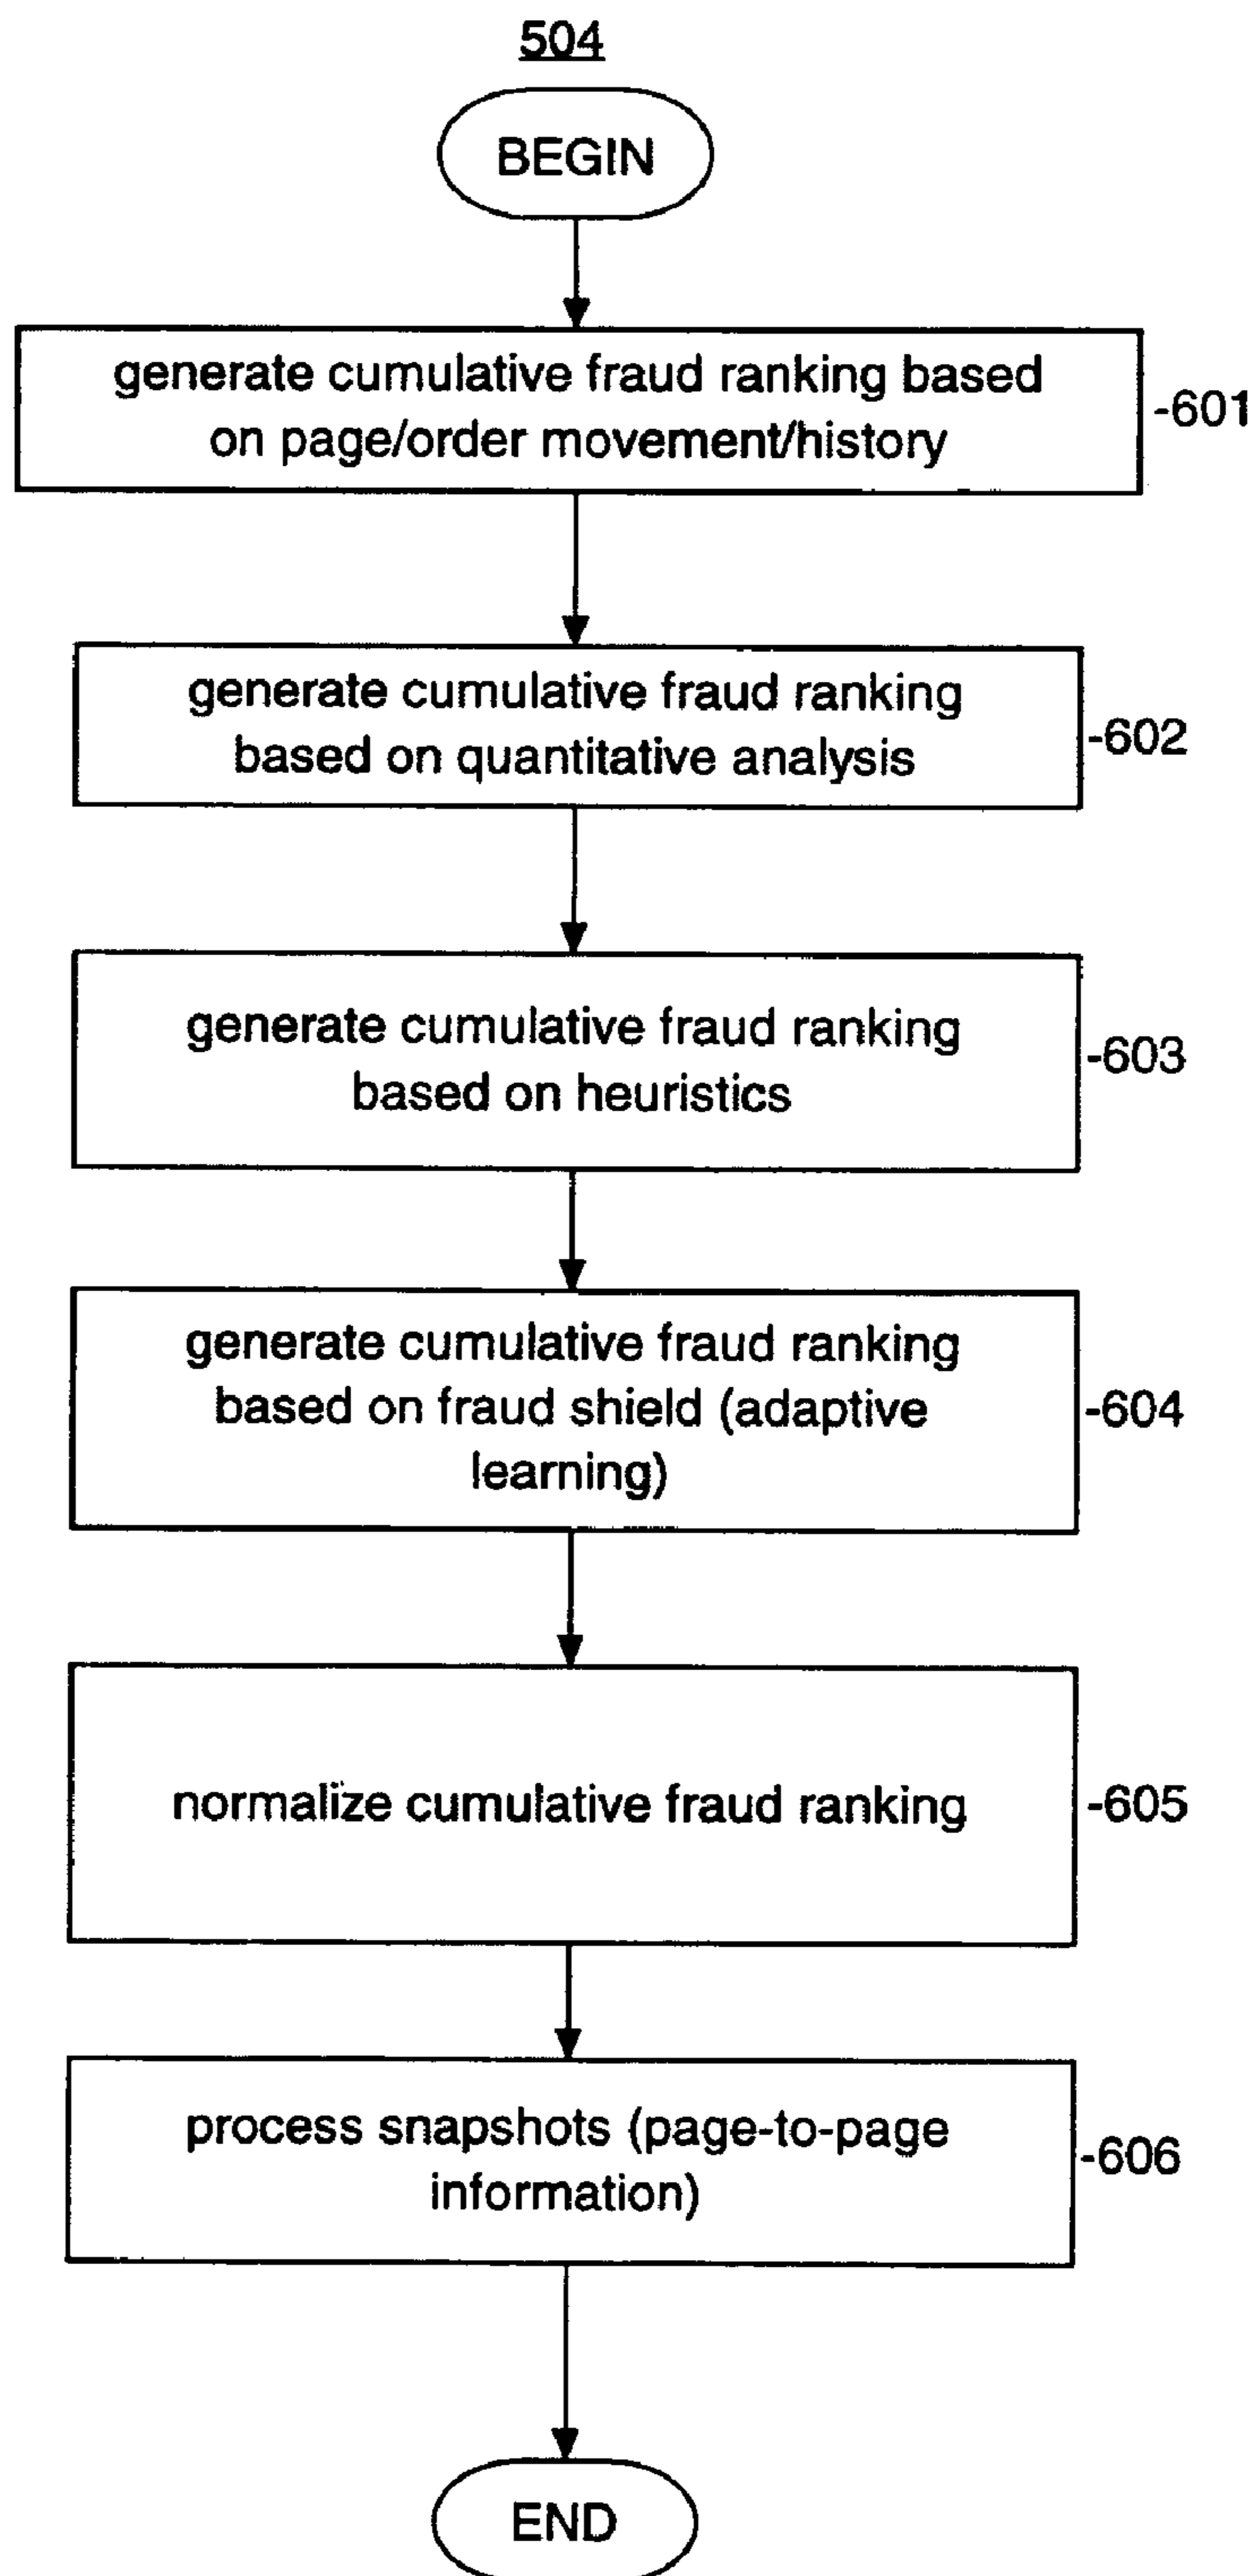 504
BEGIN
generate cumulative fraud ranking based
on page/order movement/history
-601
generate cumulative fraud ranking
based on quantitative analysis
-602
generate cumulative fraud ranking
based on heuristics
-603
generate cumulative fraud ranking
based on fraud shield (adaptive
learning)
-604
normalize cumulative fraud ranking
-605
process snapshots (page-to-page
information)
-606
END